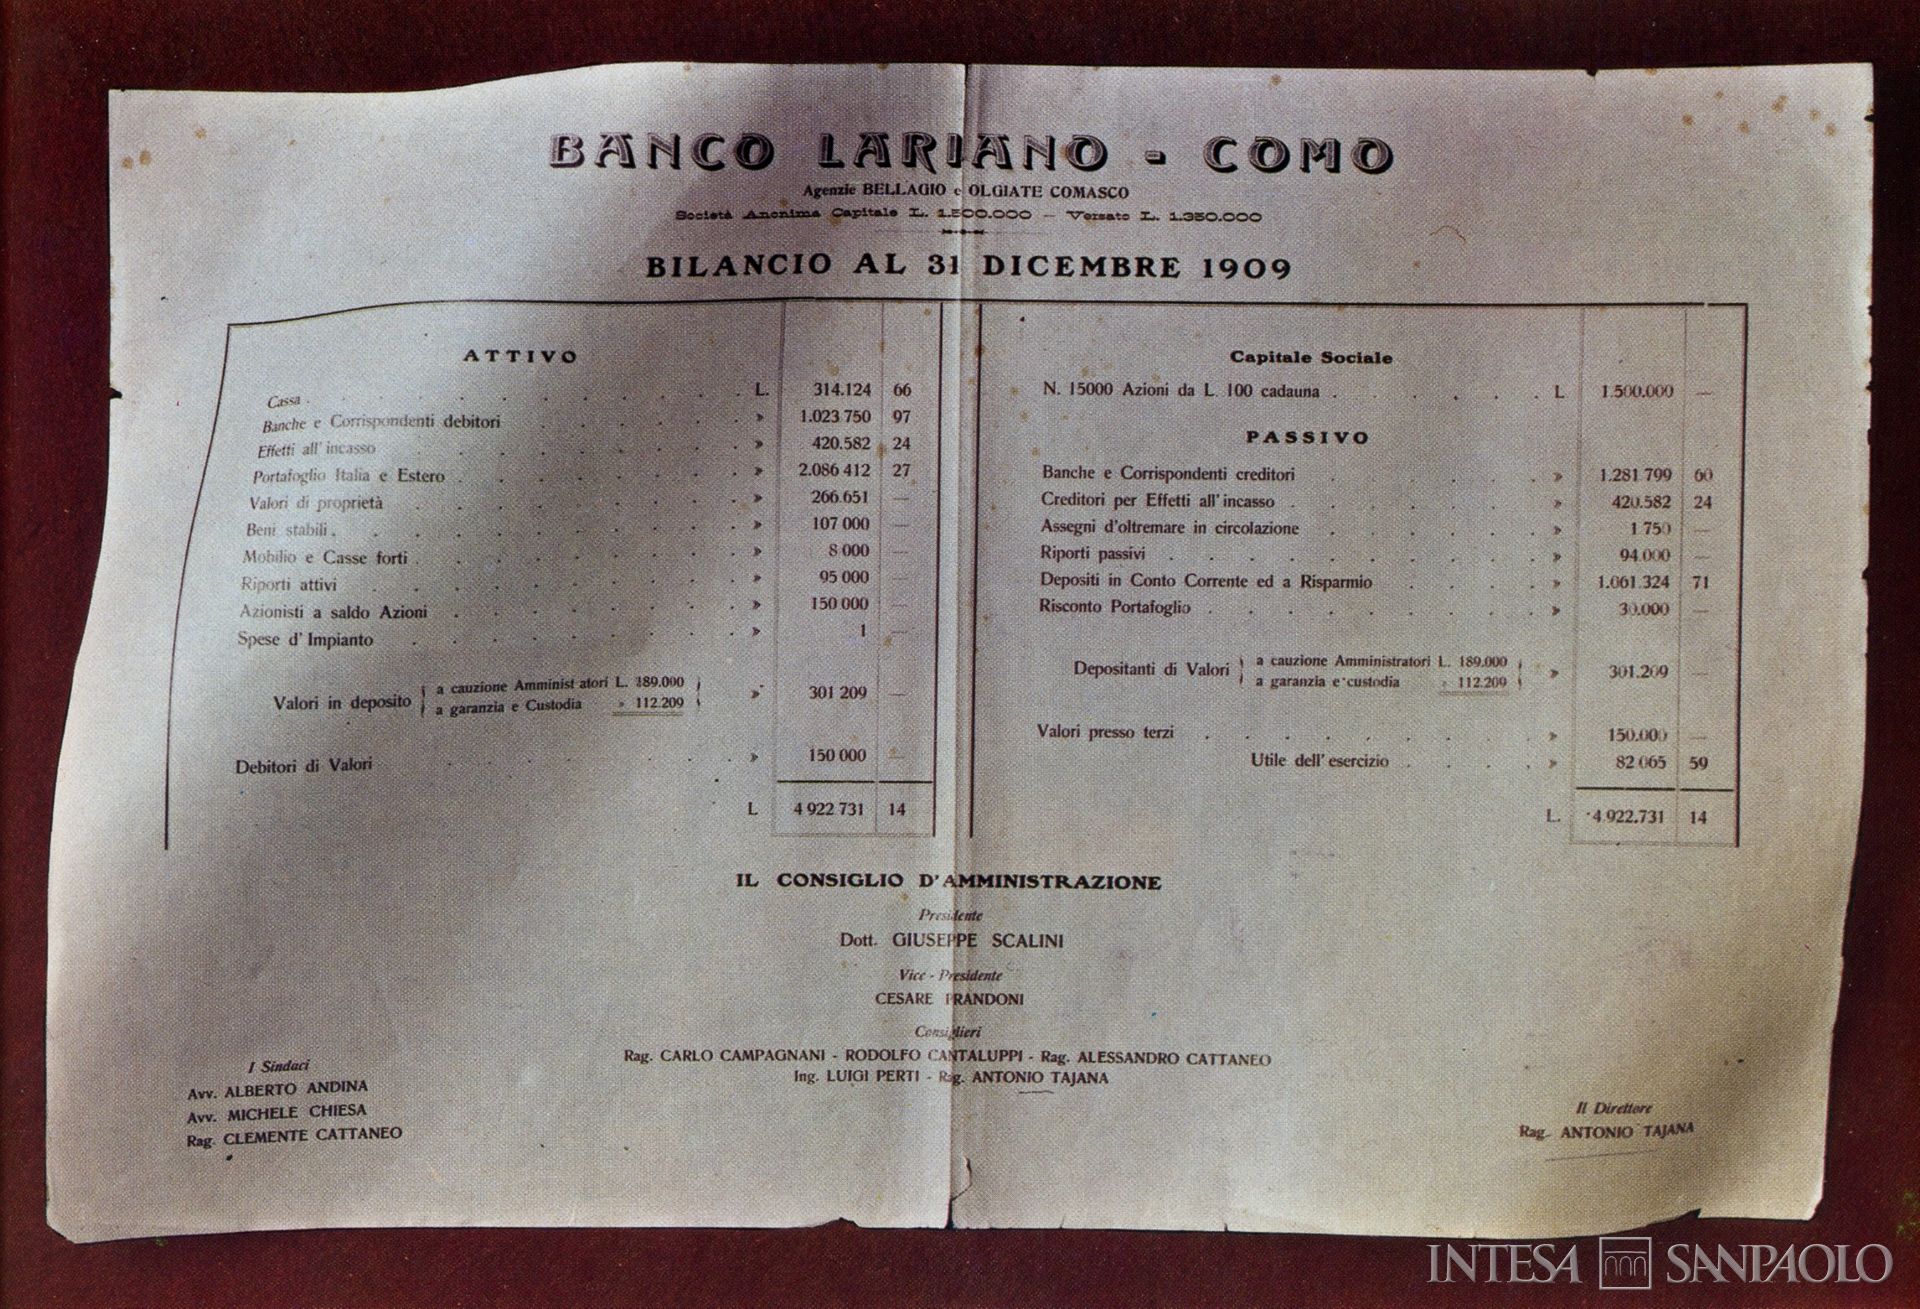 BANCO LARIANO - COMO
Agenzie BELLAGIO e OLGIATE COMASCO
Società Anonima Capitale L. 1.500.000 — Versato L. 1.350.000
BILANCIO AL 31 DICEMBRE 1909
ATTIVO
Cassa . L. 314.124 66
Banche e Corrispondenti debitori » 1.023 750 97
Effetti all'incasso » 420.582 24
Portafoglio Italia e Estero » 2.086 412 27
Valori di proprietà » 266.651 —
Beni stabili . » 107 000 —
Mobilio e Casse forti . » 8 000 —
Riporti attivi » 95 000 —
Azionisti a saldo Azioni » 150 000 —
Spese d' Impianto » 1 —
Valori in deposito
a cauzione Amminist atori L. 189.000
a garanzia e Custodia » 112.209
» 301 209 —
Debitori di Valori » 150 000 —
L 4 922 731 14
Capitale Sociale
N. 15000 Azioni da L. 100 cadauna . L 1.500.000 —
PASSIVO
Banche e Corrispondenti creditori » 1.281 799 60
Creditori per Effetti all'incasso . » 420.582 24
Assegni d'oltremare in circolazione » 1 750 —
Riporti passivi » 94.000 —
Depositi in Conto Corrente ed a Risparmio » 1.061.324 71
Risconto Portafoglio . » 30.000 —
Depositanti di Valori
a cauzione Amministratori L. 189.000
a garanzia e custodia » 112.209
» 301.209 —
Valori presso terzi » 150.000 —
Utile dell'esercizio » 82 065 59
L. 4.922.731 14
IL CONSIGLIO D'AMMINISTRAZIONE
Presidente
Dott. GIUSEPPE SCALINI
Vice - Presidente
CESARE PRANDONI
Consiglieri
Rag. CARLO CAMPAGNANI - RODOLFO CANTALUPPI - Rag. ALESSANDRO CATTANEO
Ing. LUIGI PERTI - Rag. ANTONIO TAJANA
I Sindaci
Avv. ALBERTO ANDINA
Avv. MICHELE CHIESA
Rag. CLEMENTE CATTANEO
Il Direttore
Rag. ANTONIO TAJANA
INTESA SANPAOLO